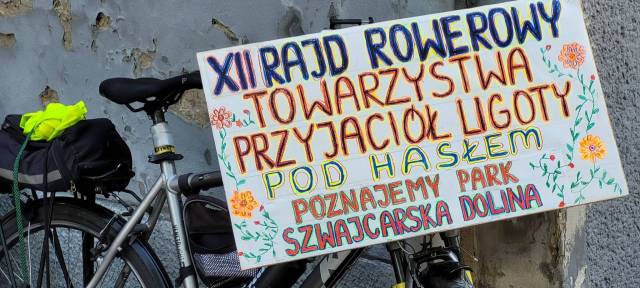 XII RAJD ROWEROWY
TOWARZYSTWA
PRZYJACIÓŁ LIGOTY
POD HASŁEM
POZNAJEMY PARK
SZWAJCARSKA DOLINA